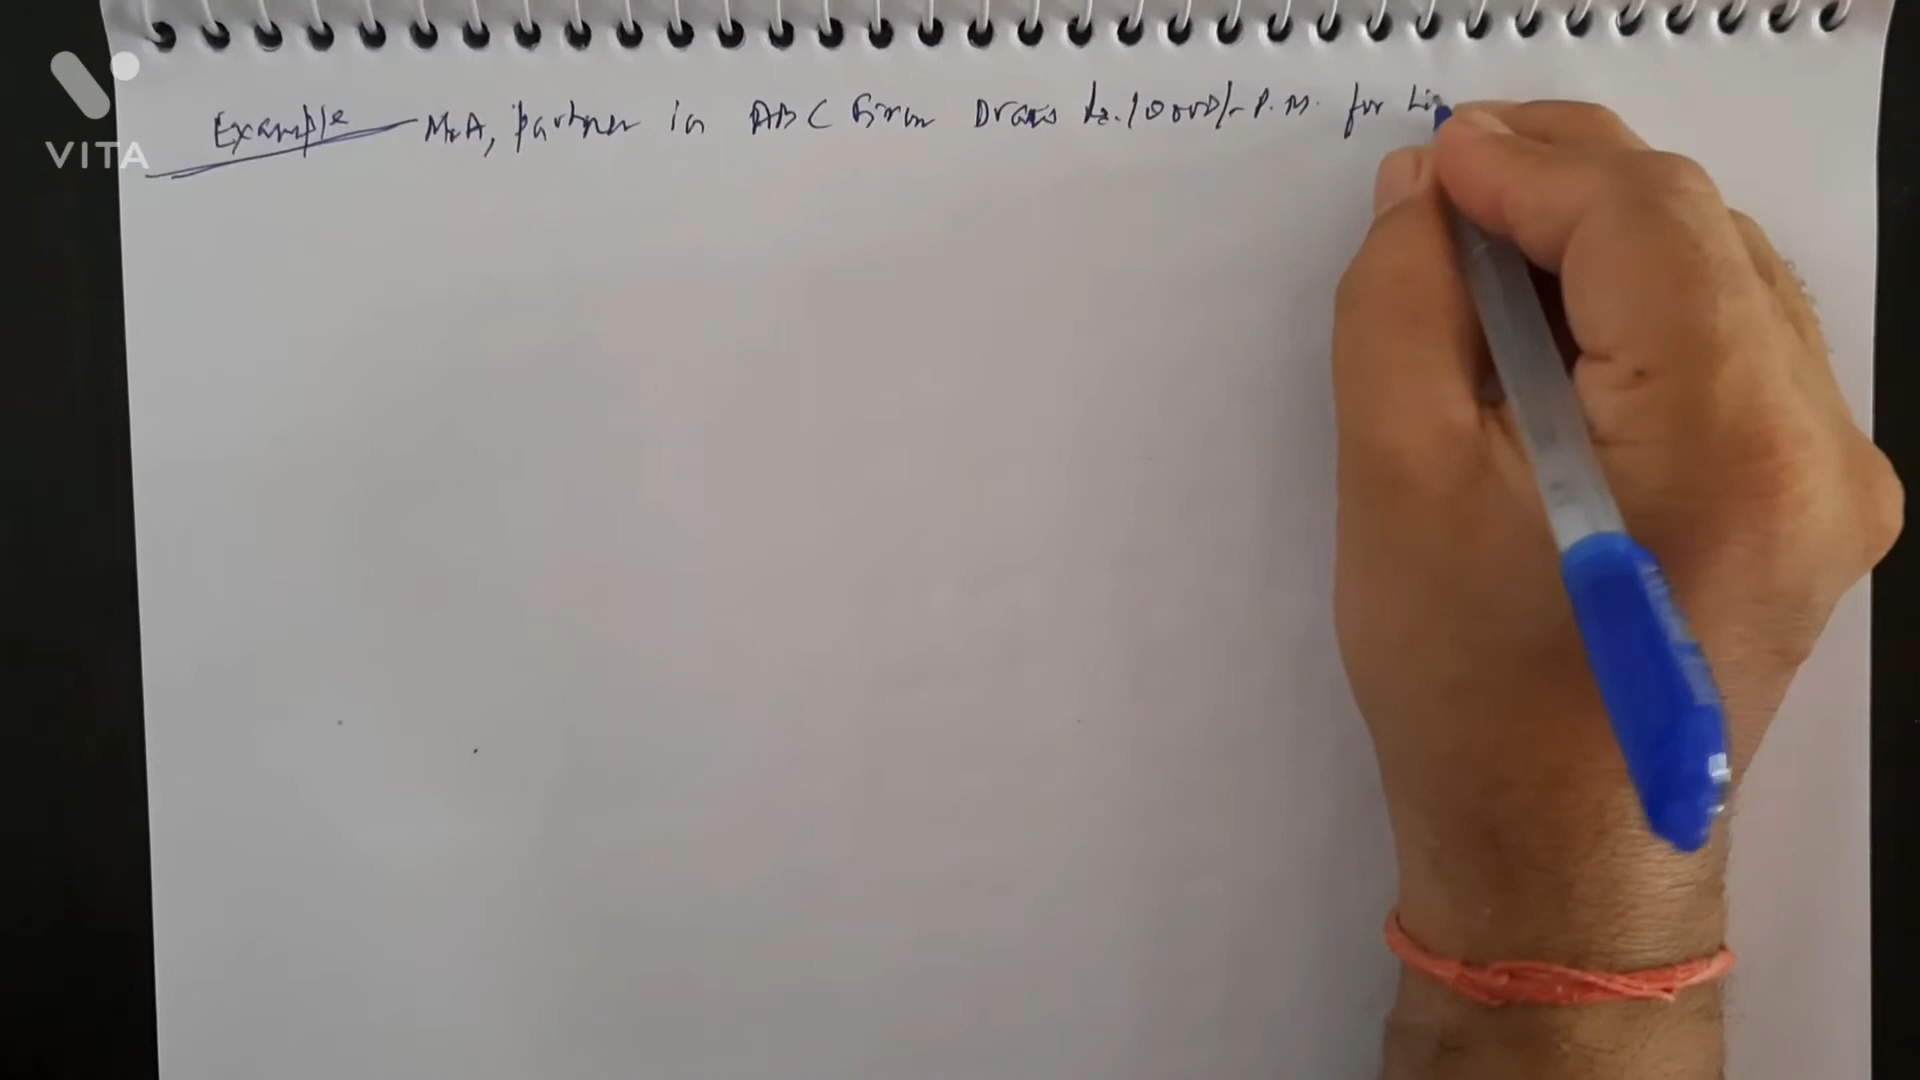 VITA
Example Mr A, partner in ABC Firm Draws Rs. 10000/- P.M. for